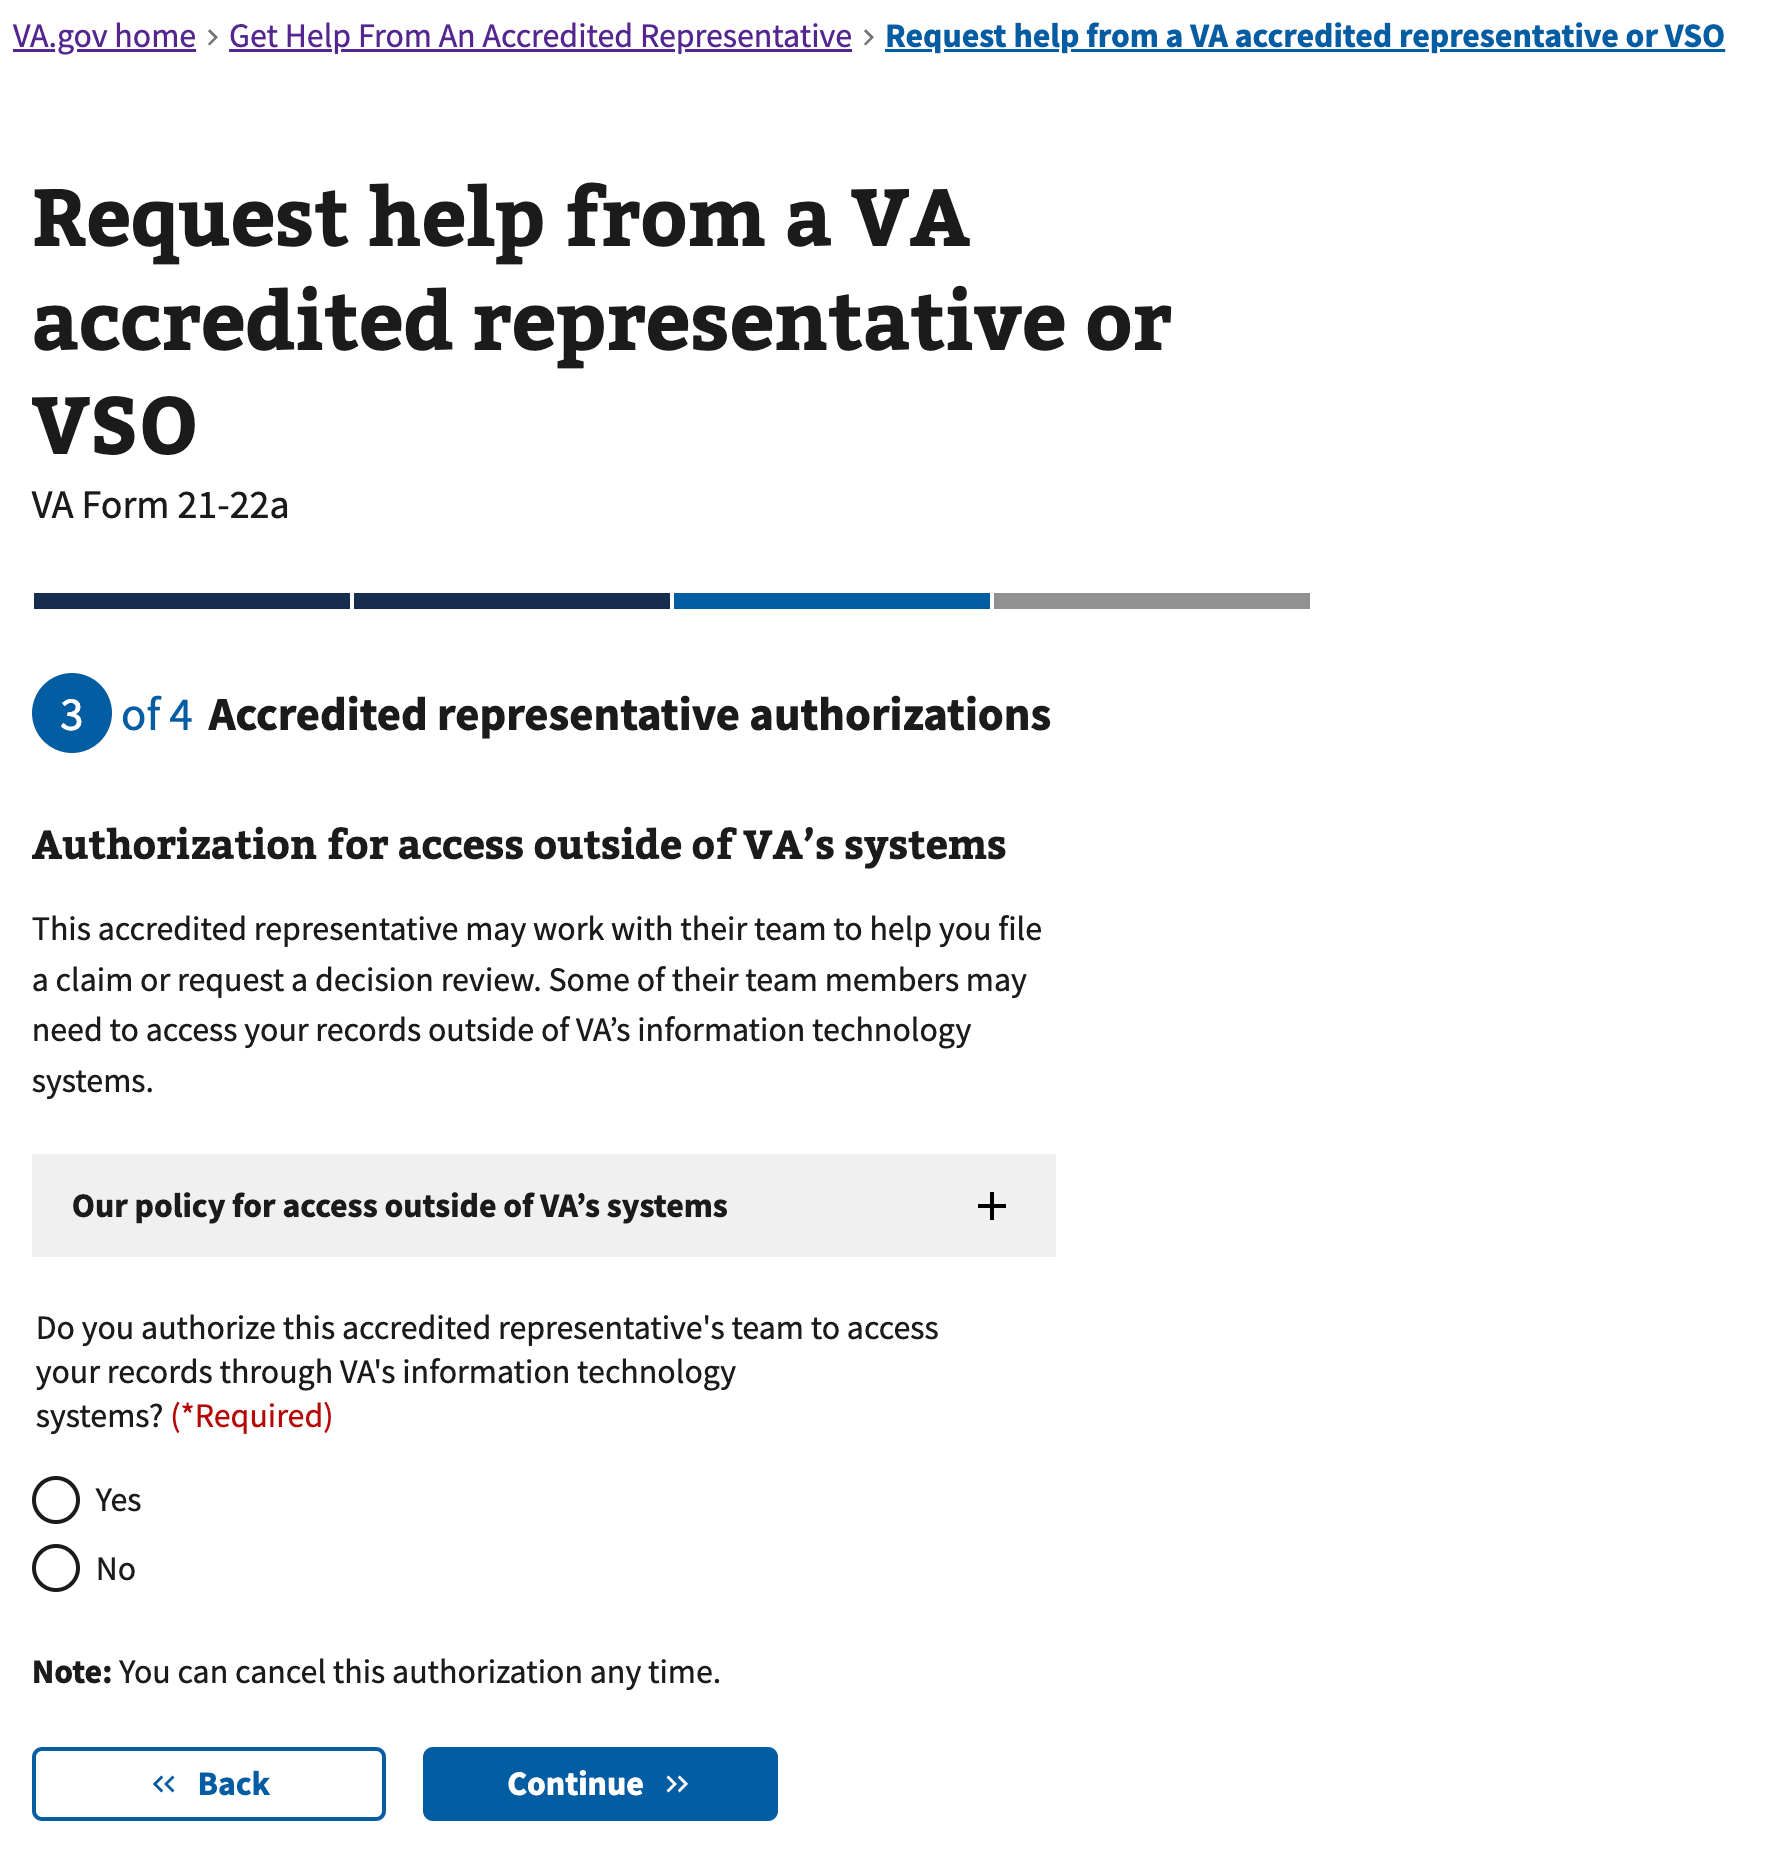 VA.gov home › Get Help From An Accredited Representative › Request help from a VA accredited representative or VSO
Request help from a VA
accredited representative or
VSO
VA Form 21-22a
3 of 4 Accredited representative authorizations
Authorization for access outside of VA’s systems
This accredited representative may work with their team to help you file
a claim or request a decision review. Some of their team members may
need to access your records outside of VA’s information technology
systems.
Our policy for access outside of VA’s systems +
Do you authorize this accredited representative's team to access
your records through VA's information technology
systems? (*Required)
Yes
No
Note: You can cancel this authorization any time.
« Back
Continue »